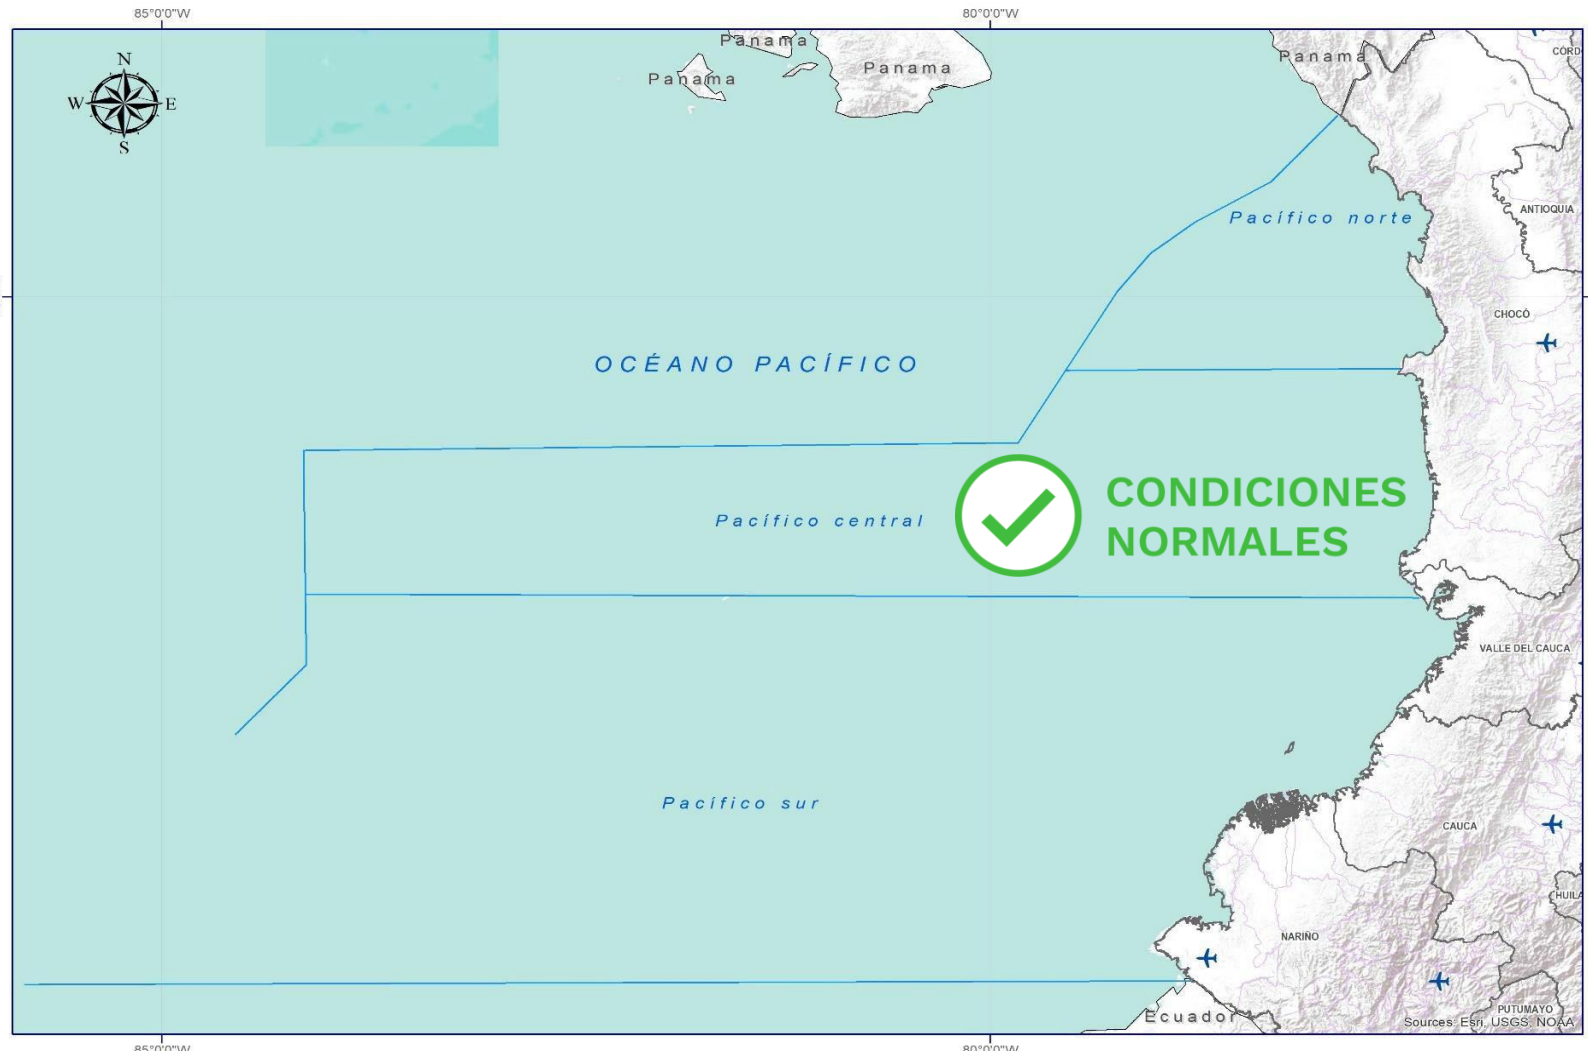 85°0'0"W
80°0'0"W
Panama
Panama
Panama
Panama
N
W
E
S
CÓRD
ANTIOQUIA
Pacífico norte
CHOCÓ
OCÉANO PACÍFICO
CONDICIONES
NORMALES
Pacífico central
VALLE DEL CAUCA
Pacífico sur
CAUCA
HUILA
NARIÑO
PUTUMAYO
Ecuador
Sources: Esri, USGS, NOAA
85°0'0"W
80°0'0"W